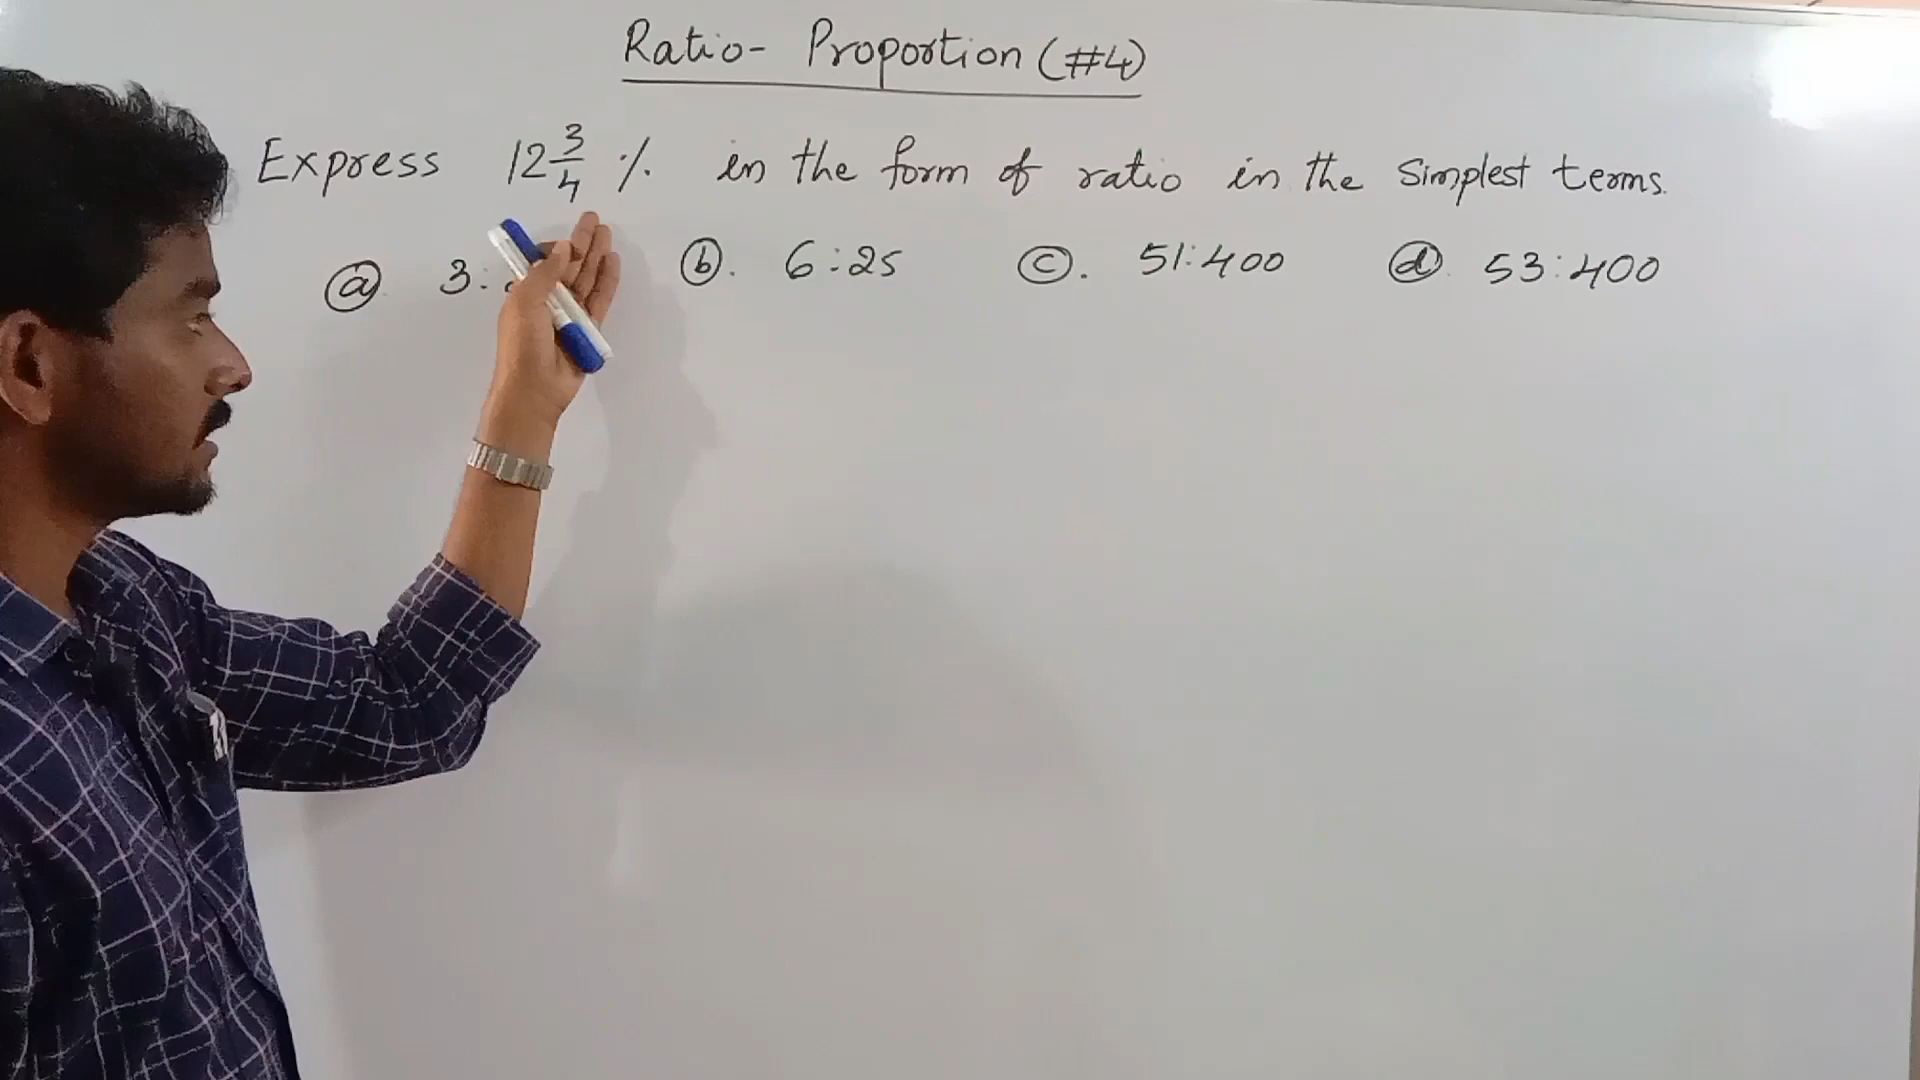 Ratio- Proportion (#4)
Express 12 3/4 % in the form of ratio in the simplest terms.
(a) 3: (b). 6:25 (c). 51:400 (d) 53:400